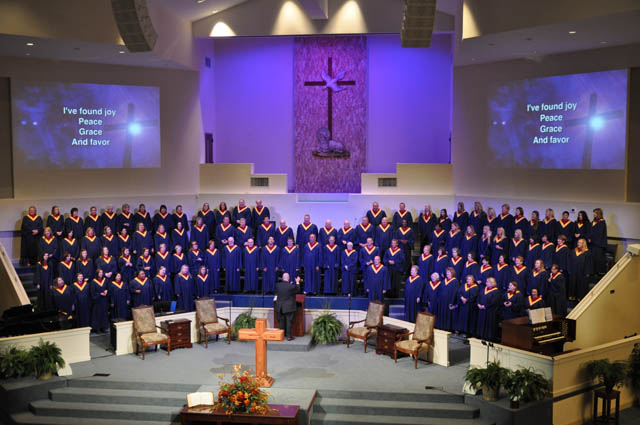 I've found joy
Peace
Grace
And favor
I've found joy
Peace
Grace
And favor